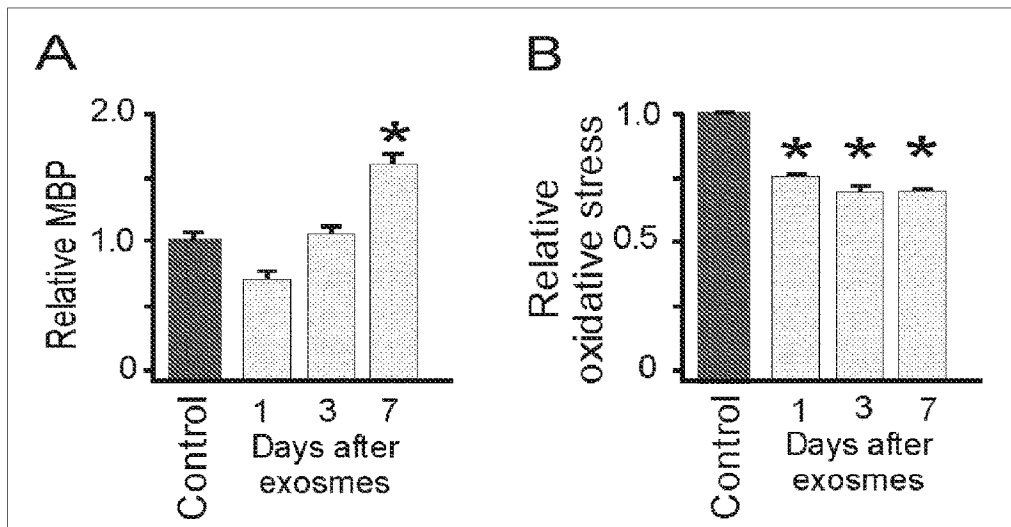 A
Relative MBP
2.0
1.0
0
*
Control
1
3
7
Days after
exosmes
B
Relative
oxidative stress
1.0
0.5
0
*
*
*
Control
1
3
7
Days after
exosmes